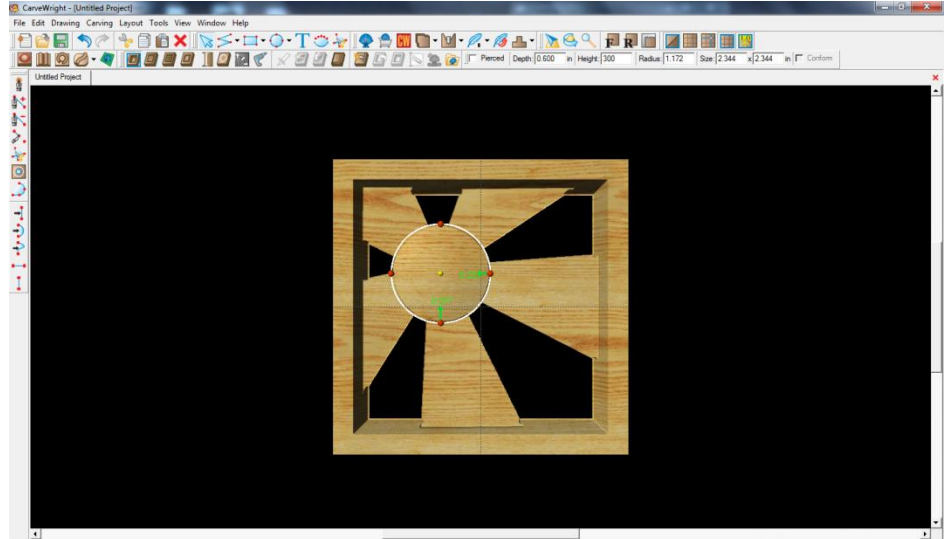 CarveWright - [Untitled Project]
File Edit Drawing Carving Layout Tools View Window Help
T CW F R
Pierced Depth: 0.600 in Height: 300 Radius: 1.172 Size: 2.344 x 2.344 in Conform
Untitled Project